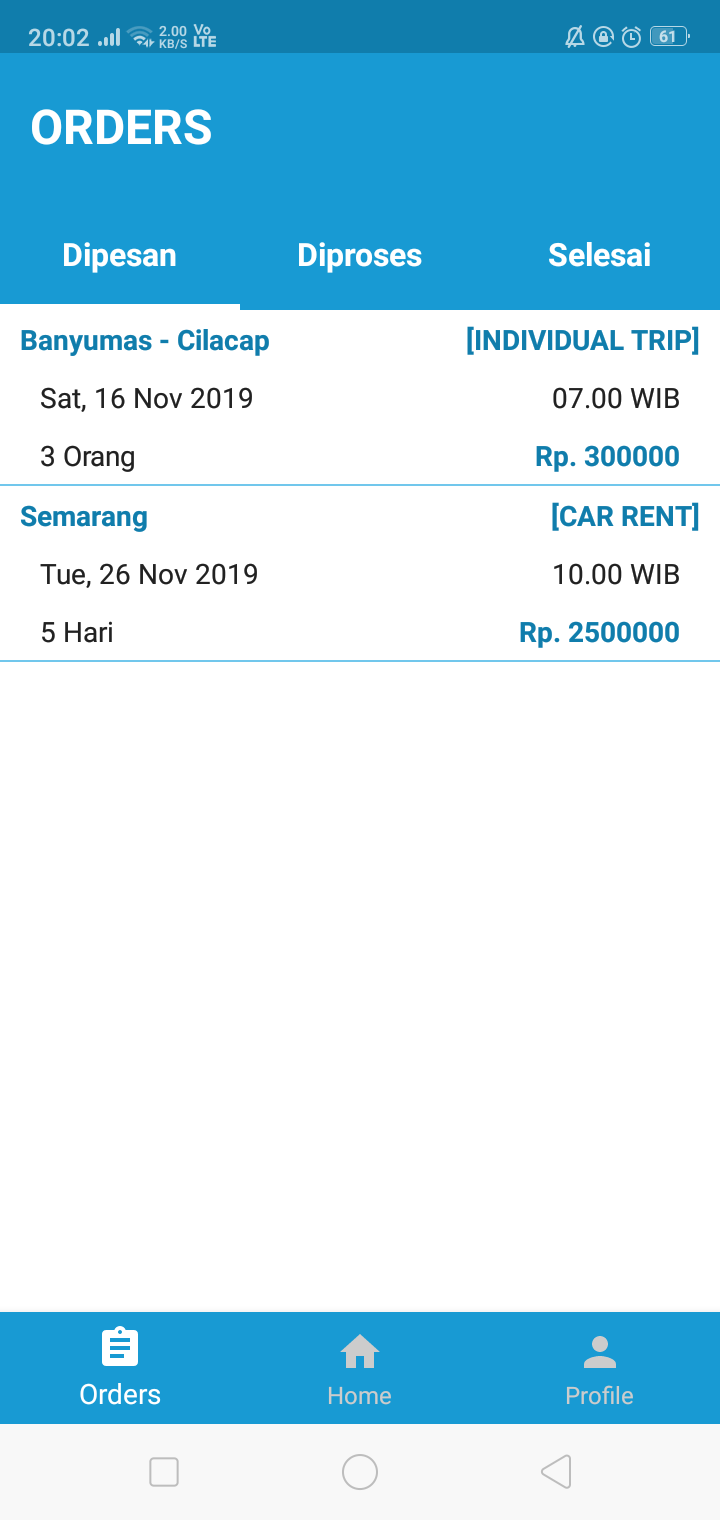 20:02 2.00 KB/S Vo LTE 61
ORDERS
Dipesan Diproses Selesai
Banyumas - Cilacap [INDIVIDUAL TRIP]
Sat, 16 Nov 2019 07.00 WIB
3 Orang Rp. 300000
Semarang [CAR RENT]
Tue, 26 Nov 2019 10.00 WIB
5 Hari Rp. 2500000
Orders Home Profile